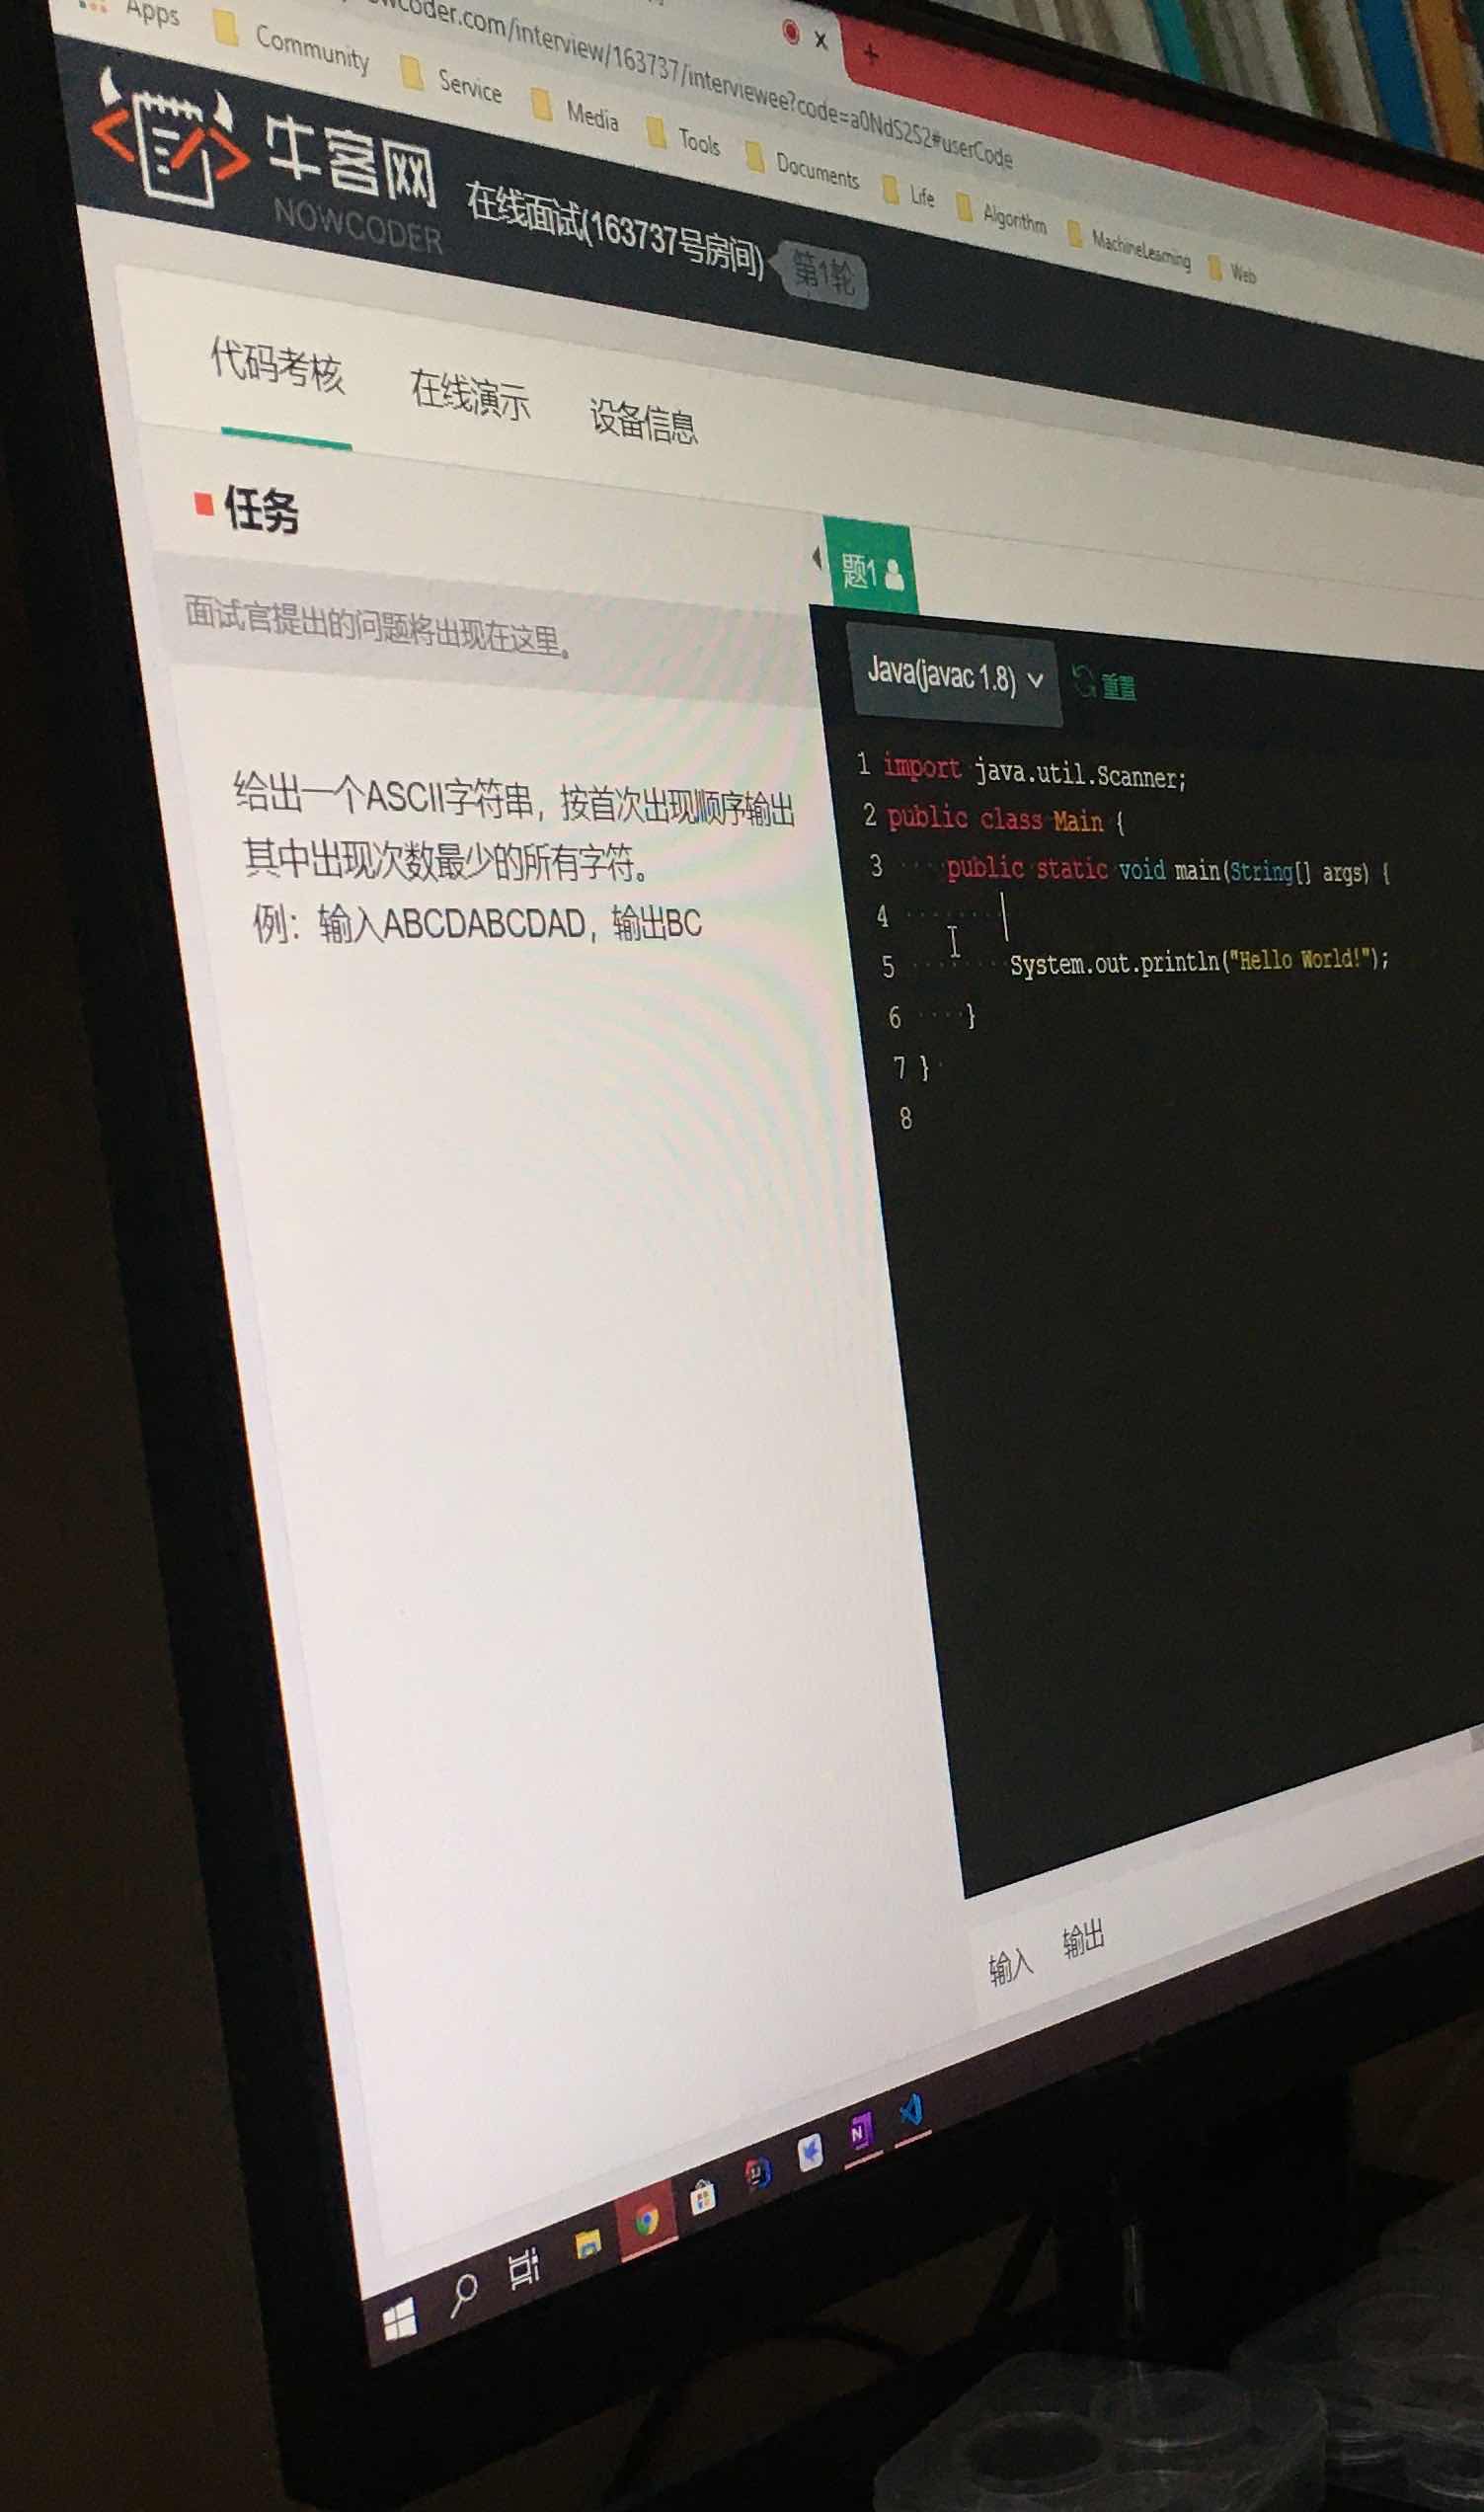 coder.com/interview/163737/interviewee?code=a0NdS2S2#userCode
Apps Community Service Media Tools Documents Life Algorithm MachineLearning Web
牛客网
NOWCODER
在线面试(163737号房间) 第1轮
代码考核 在线演示 设备信息
任务
面试官提出的问题将出现在这里。
给出一个ASCII字符串，按首次出现顺序输出
其中出现次数最少的所有字符。
例：输入ABCDABCDAD，输出BC
题1
Java(javac 1.8) 重置
1 import java.util.Scanner;
2 public class Main {
3 public static void main(String[] args) {
4
5 System.out.println("Hello World!");
6 }
7 }
8
输入 输出